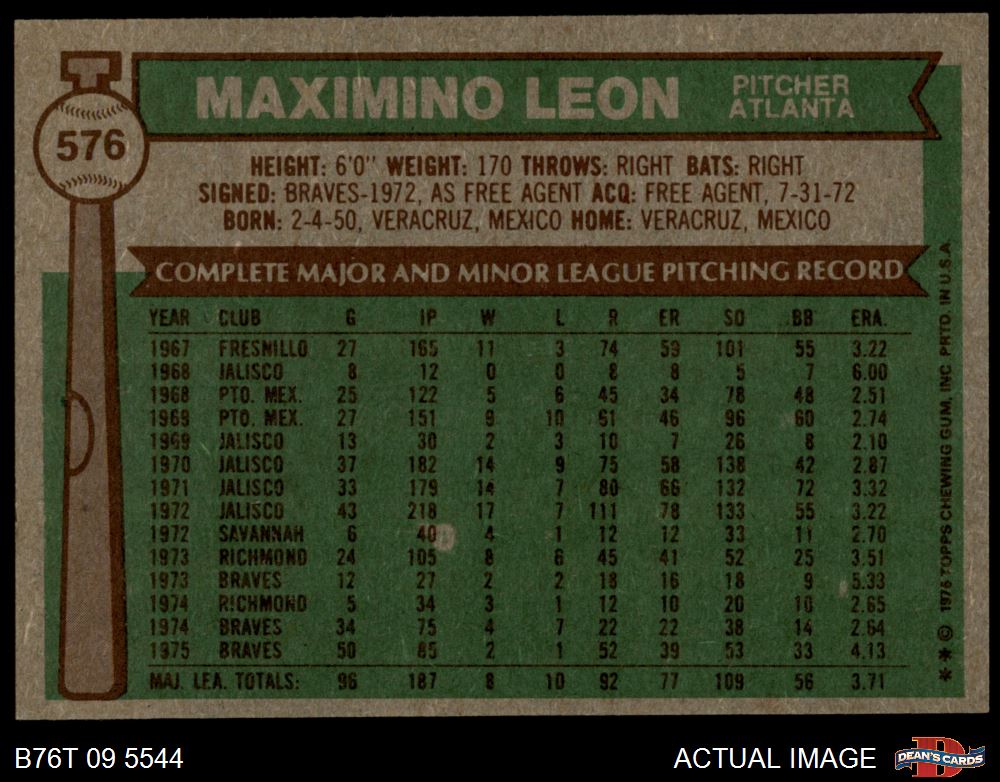 MAXIMINO LEON
PITCHER
ATLANTA
576
HEIGHT: 6'0" WEIGHT: 170 THROWS: RIGHT BATS: RIGHT
SIGNED: BRAVES-1972, AS FREE AGENT ACQ: FREE AGENT, 7-31-72
BORN: 2-4-50, VERACRUZ, MEXICO HOME: VERACRUZ, MEXICO
COMPLETE MAJOR AND MINOR LEAGUE PITCHING RECORD
YEAR CLUB G IP W L R ER SO BB ERA.
1967 FRESNILLO 27 165 11 3 74 59 101 55 3.22
1968 JALISCO 8 12 0 0 8 8 5 7 6.00
1968 PTO. MEX. 25 122 5 6 45 34 78 48 2.51
1969 PTO. MEX. 27 151 9 10 61 46 96 60 2.74
1969 JALISCO 13 30 2 3 10 7 26 8 2.10
1970 JALISCO 37 182 14 9 75 58 138 42 2.87
1971 JALISCO 33 179 14 7 80 66 132 72 3.32
1972 JALISCO 43 218 17 7 111 78 133 55 3.22
1972 SAVANNAH 6 40 4 1 12 12 33 11 2.70
1973 RICHMOND 24 105 8 6 45 41 52 25 3.51
1973 BRAVES 12 27 2 2 18 16 18 9 5.33
1974 RICHMOND 5 34 3 1 12 10 20 10 2.65
1974 BRAVES 34 75 4 7 22 22 38 14 2.64
1975 BRAVES 50 85 2 1 52 39 53 33 4.13
MAJ. LEA. TOTALS: 96 187 8 10 92 77 109 56 3.71
* * © 1976 TOPPS CHEWING GUM, INC PRTD. IN U.S.A.
B76T 09 5544
ACTUAL IMAGE
D
DEAN'S CARDS